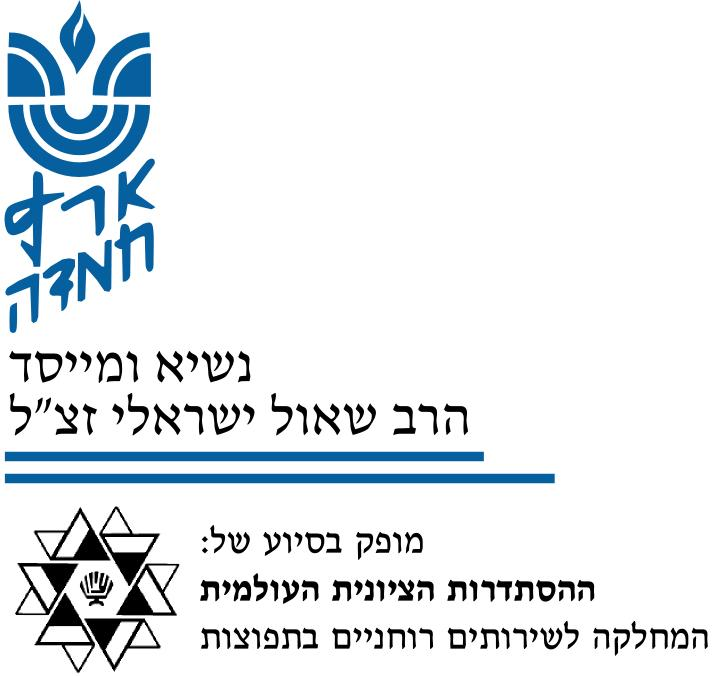 ארץ
חמדה
נשיא ומייסד
הרב שאול ישראלי זצ"ל
מופק בסיוע של:
ההסתדרות הציונית העולמית
המחלקה לשירותים רוחניים בתפוצות